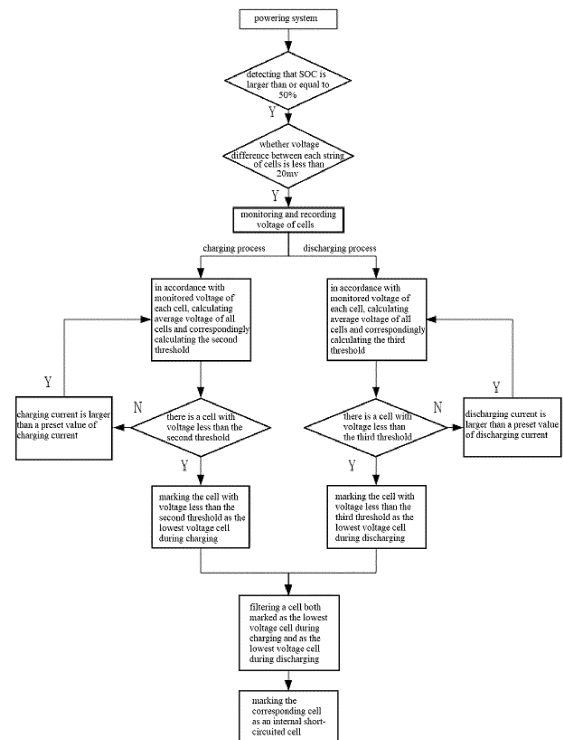 powering system
detecting that SOC is
larger than or equal to
50%
Y
whether voltage
difference between each string
of cells is less than
20mv
Y
monitoring and recording
voltage of cells
charging process
discharging process
in accordance with
monitored voltage of
each cell, calculating
average voltage of all
cells and correspondingly
calculating the second
threshold
in accordance with
monitored voltage of
each cell, calculating
average voltage of all
cells and correspondingly
calculating the third
threshold
Y
Y
charging current is larger
than a preset value of
charging current
N
there is a cell with
voltage less than the
second threshold
there is a cell with
voltage less than
the third threshold
N
discharging current is
larger than a preset value
of discharging current
Y
Y
marking the cell with
voltage less than the
second threshold as the
lowest voltage cell
during charging
marking the cell with
voltage less than the
third threshold as the
lowest voltage cell
during discharging
filtering a cell both
marked as the lowest
voltage cell during
charging and as the
lowest voltage cell
during discharging
marking the
corresponding cell
as an internal short-
circuited cell